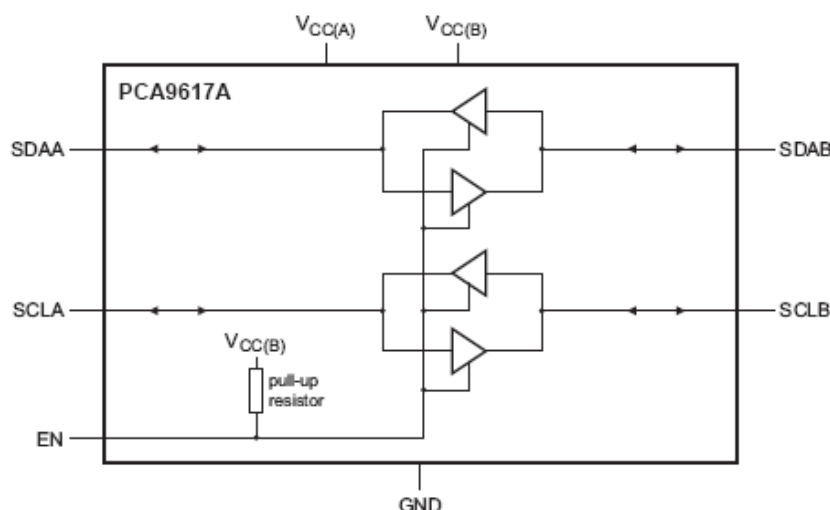 VCC(A) VCC(B)
PCA9617A
SDAA SDAB
SCLA SCLB
VCC(B)
pull-up
resistor
EN
GND